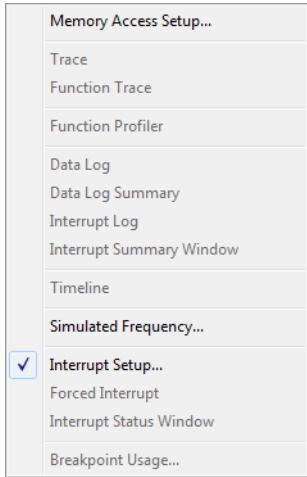 Memory Access Setup...
Trace
Function Trace
Function Profiler
Data Log
Data Log Summary
Interrupt Log
Interrupt Summary Window
Timeline
Simulated Frequency...
Interrupt Setup...
Forced Interrupt
Interrupt Status Window
Breakpoint Usage...